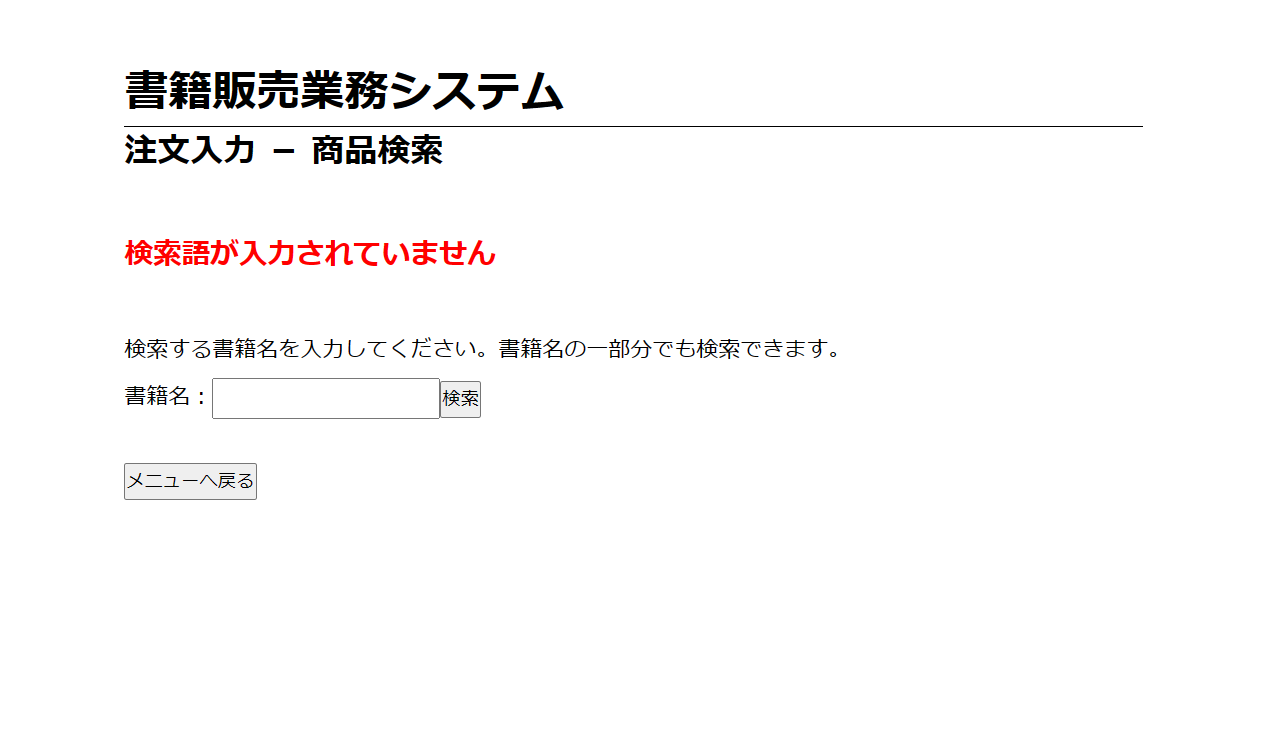 書籍販売業務システム
注文入力 － 商品検索
検索語が入力されていません
検索する書籍名を入力してください。書籍名の一部分でも検索できます。
書籍名：検索
メニューへ戻る